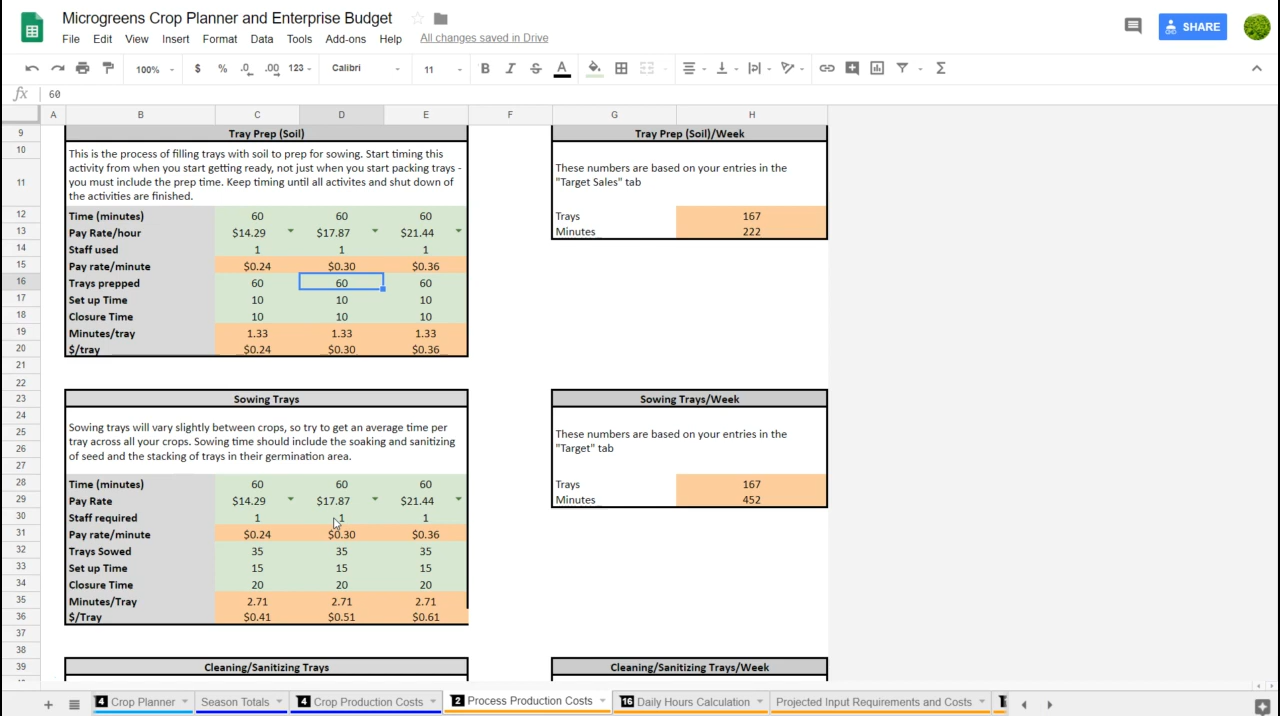 Microgreens Crop Planner and Enterprise Budget
SHARE
File Edit View Insert Format Data Tools Add-ons Help All changes saved in Drive
100% $ % .0 .00 123 Calibri 11 B I S A Σ
fx 60
A B C D E F G H
9 Tray Prep (Soil) Tray Prep (Soil)/Week
10 This is the process of filling trays with soil to prep for sowing. Start timing this
activity from when you start getting ready, not just when you start packing trays - These numbers are based on your entries in the
11 you must include the prep time. Keep timing until all activites and shut down of "Target Sales" tab
the activities are finished.
12 Time (minutes) 60 60 60 Trays 167
13 Pay Rate/hour $14.29 $17.87 $21.44 Minutes 222
14 Staff used 1 1 1
15 Pay rate/minute $0.24 $0.30 $0.36
16 Trays prepped 60 60 60
17 Set up Time 10 10 10
18 Closure Time 10 10 10
19 Minutes/tray 1.33 1.33 1.33
20 $/tray $0.24 $0.30 $0.36
21
22
23 Sowing Trays Sowing Trays/Week
24
25 Sowing trays will vary slightly between crops, so try to get an average time per These numbers are based on your entries in the
26 tray across all your crops. Sowing time should include the soaking and sanitizing "Target" tab
27 of seed and the stacking of trays in their germination area.
28 Time (minutes) 60 60 60 Trays 167
29 Pay Rate $14.29 $17.87 $21.44 Minutes 452
30 Staff required 1 1 1
31 Pay rate/minute $0.24 $0.30 $0.36
32 Trays Sowed 35 35 35
33 Set up Time 15 15 15
34 Closure Time 20 20 20
35 Minutes/Tray 2.71 2.71 2.71
36 $/Tray $0.41 $0.51 $0.61
37
38
39 Cleaning/Sanitizing Trays Cleaning/Sanitizing Trays/Week
4 Crop Planner Season Totals 4 Crop Production Costs 2 Process Production Costs 16 Daily Hours Calculation Projected Input Requirements and Costs